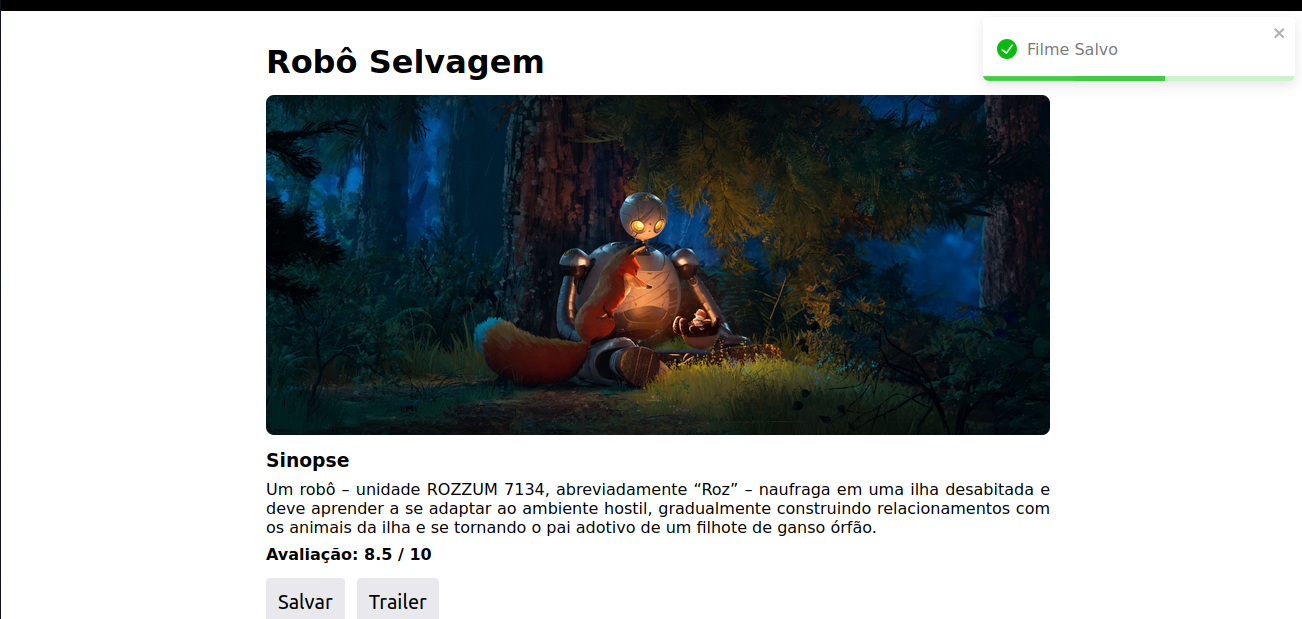 Robô Selvagem
Filme Salvo
Sinopse
Um robô – unidade ROZZUM 7134, abreviadamente “Roz” – naufraga em uma ilha desabitada e
deve aprender a se adaptar ao ambiente hostil, gradualmente construindo relacionamentos com
os animais da ilha e se tornando o pai adotivo de um filhote de ganso órfão.
Avaliação: 8.5 / 10
Salvar
Trailer